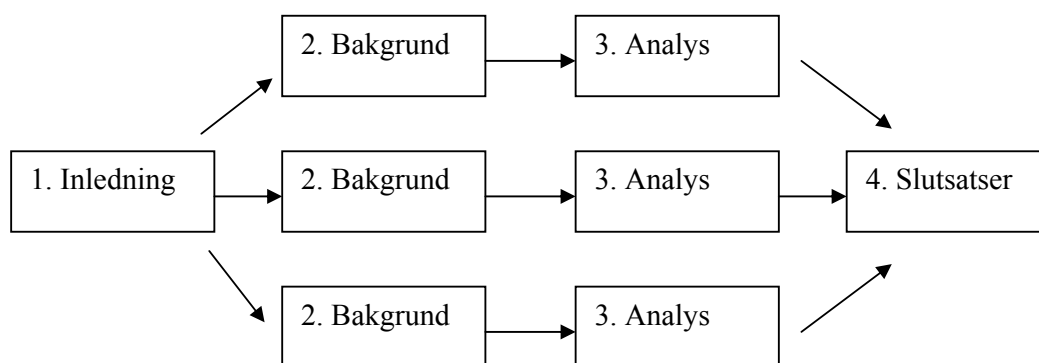 2. Bakgrund
3. Analys
1. Inledning
2. Bakgrund
3. Analys
4. Slutsatser
2. Bakgrund
3. Analys